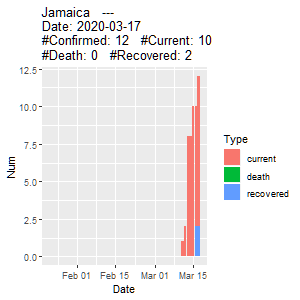 Jamaica   ---
Date: 2020-03-17
#Confirmed: 12   #Current: 10
#Death: 0   #Recovered: 2
12.5
10.0
7.5
5.0
2.5
0.0
Num
Feb 01
Feb 15
Mar 01
Mar 15
Date
Type
current
death
recovered